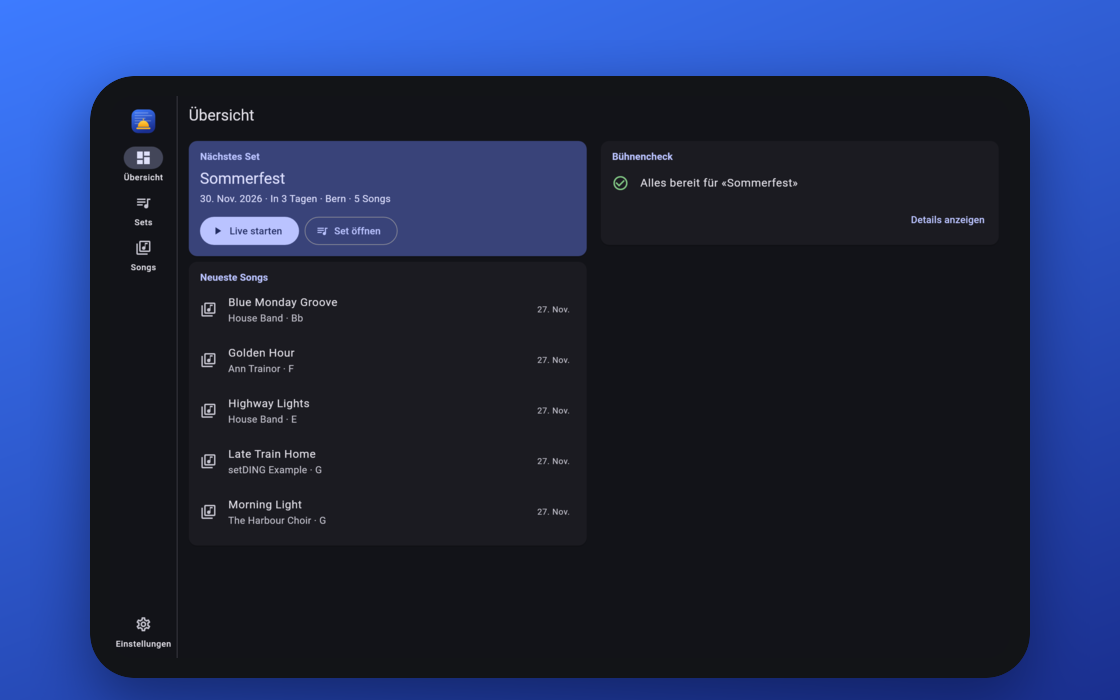 Übersicht
Sets
Songs
Einstellungen
Übersicht
Nächstes Set
Sommerfest
30. Nov. 2026 · In 3 Tagen · Bern · 5 Songs
Live starten
Set öffnen
Neueste Songs
Blue Monday Groove
House Band · Bb
27. Nov.
Golden Hour
Ann Trainor · F
27. Nov.
Highway Lights
House Band · E
27. Nov.
Late Train Home
setDING Example · G
27. Nov.
Morning Light
The Harbour Choir · G
27. Nov.
Bühnencheck
Alles bereit für «Sommerfest»
Details anzeigen